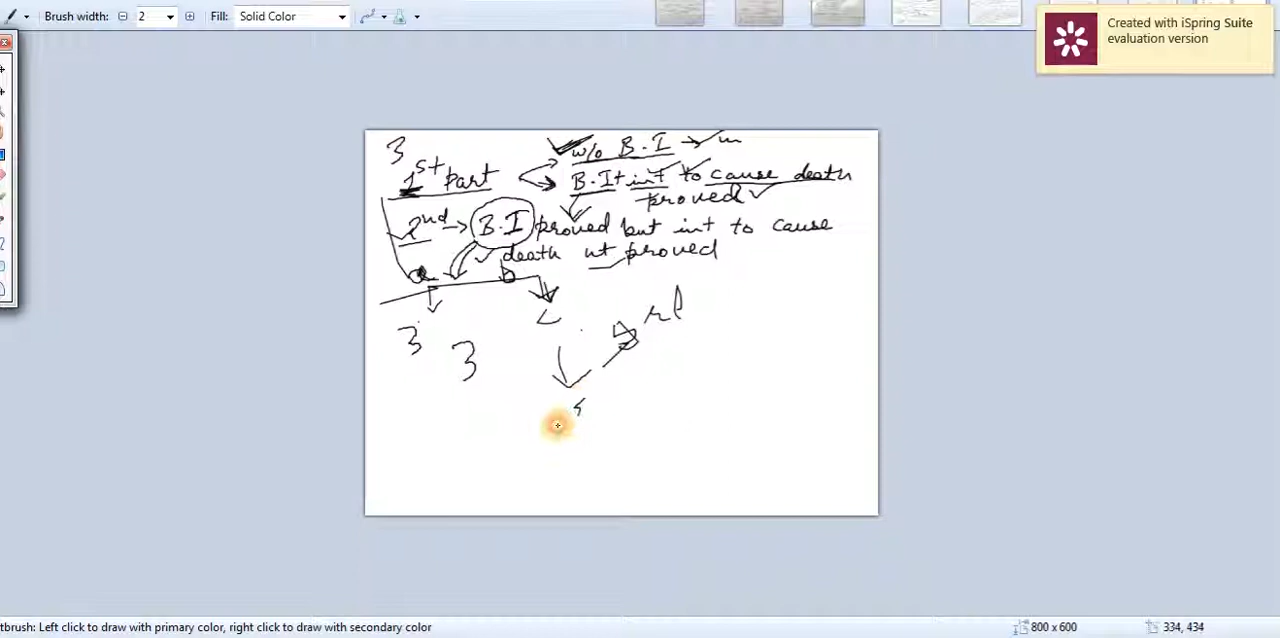 Brush width: 2 Fill: Solid Color
Created with iSpring Suite
evaluation version
3
w/o B.I
1st Part
B.I + int to cause death
proved
2nd → B.I proved but int to cause
death nt proved
a b
c
3
3
tbrush: Left click to draw with primary color, right click to draw with secondary color
800 x 600
334, 434